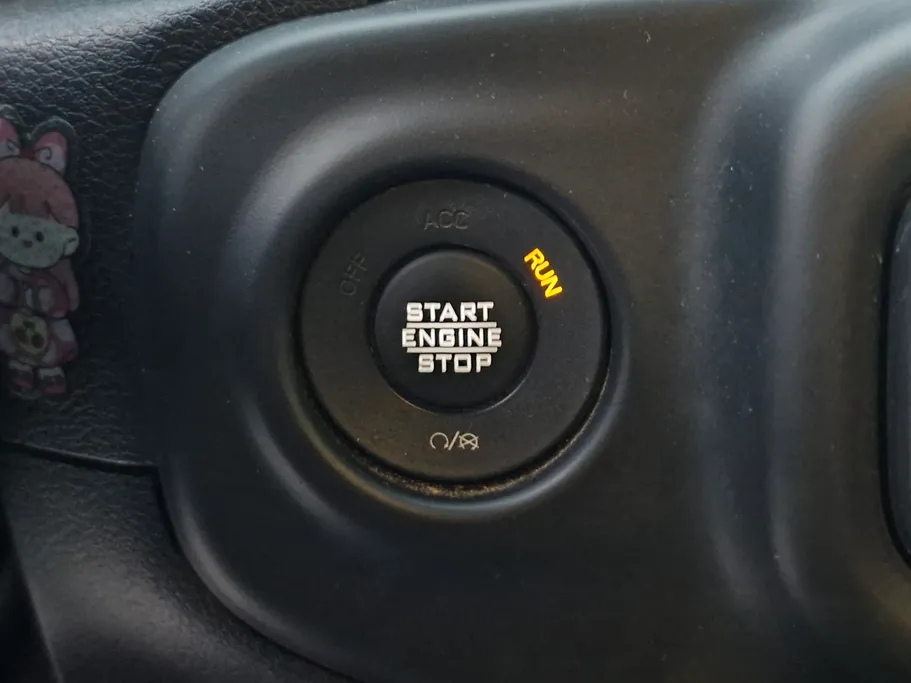 ACC
OFF
RUN
START
ENGINE
STOP